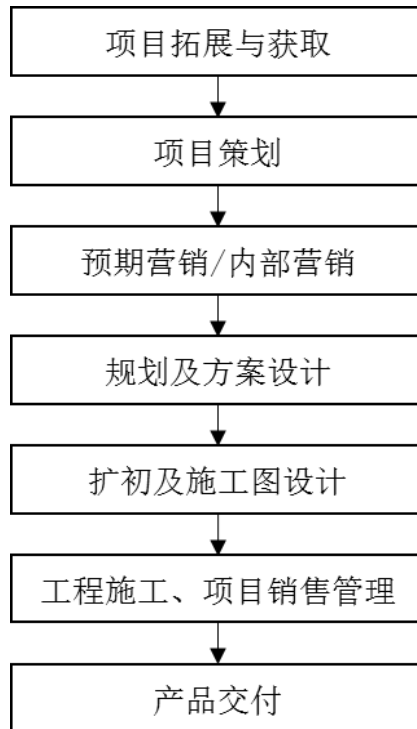 项目拓展与获取
项目策划
预期营销/内部营销
规划及方案设计
扩初及施工图设计
工程施工、项目销售管理
产品交付